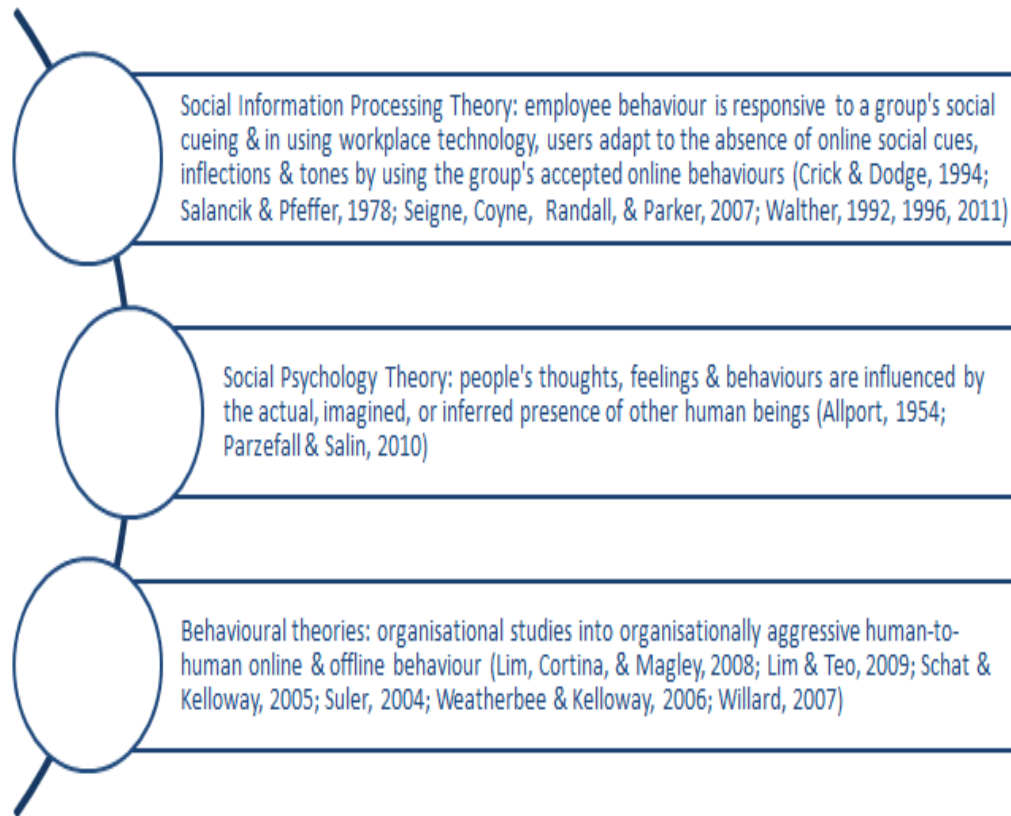 Social Information Processing Theory: employee behaviour is responsive to a group's social
cueing & in using workplace technology, users adapt to the absence of online social cues,
inflections & tones by using the group's accepted online behaviours (Crick & Dodge, 1994;
Salancik & Pfeffer, 1978; Seigne, Coyne, Randall, & Parker, 2007; Walther, 1992, 1996, 2011)
Social Psychology Theory: people's thoughts, feelings & behaviours are influenced by
the actual, imagined, or inferred presence of other human beings (Allport, 1954;
Parzefall & Salin, 2010)
Behavioural theories: organisational studies into organisationally aggressive human-to-
human online & offline behaviour (Lim, Cortina, & Magley, 2008; Lim & Teo, 2009; Schat &
Kelloway, 2005; Suler, 2004; Weatherbee & Kelloway, 2006; Willard, 2007)